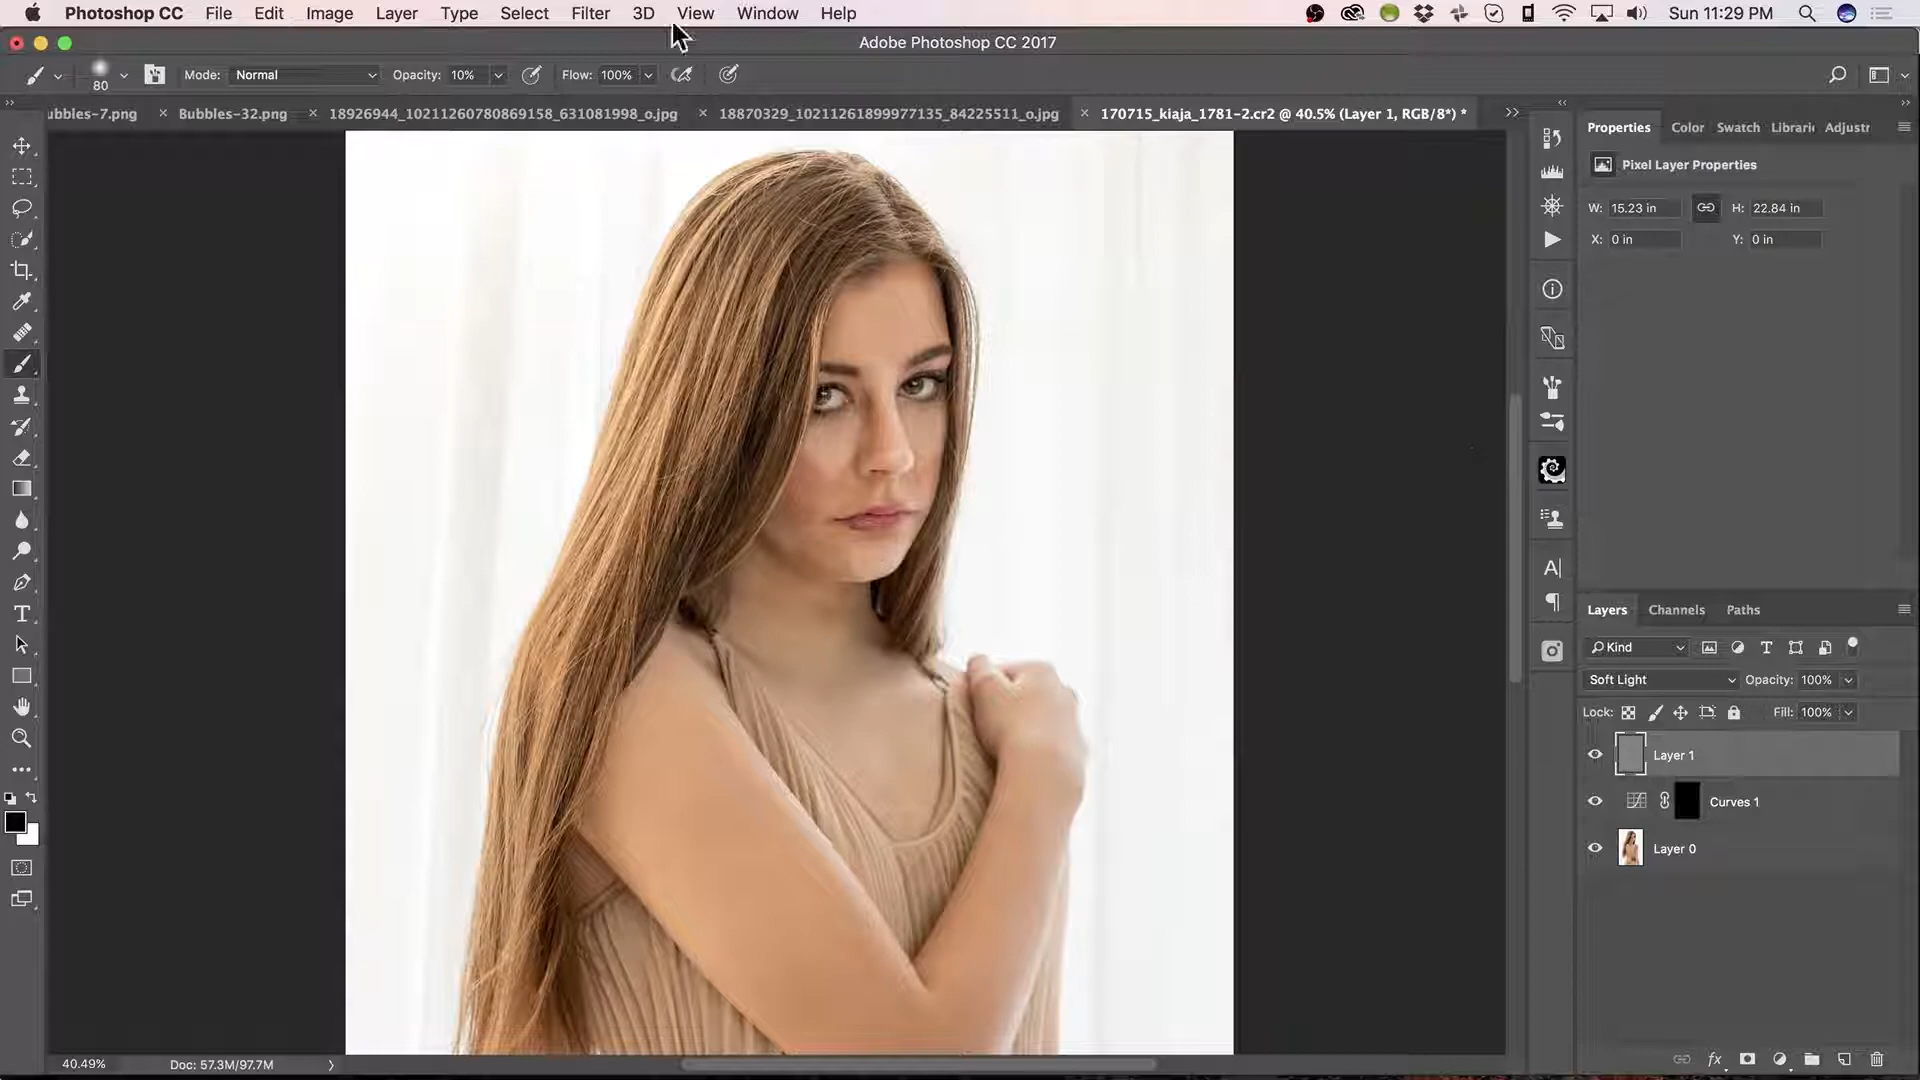 Photoshop CC File Edit Image Layer Type Select Filter 3D View Window Help Sun 11:29 PM
Adobe Photoshop CC 2017
80 Mode: Normal Opacity: 10% Flow: 100%
ubbles-7.png × Bubbles-32.png × 18926944_10211260780869158_631081998_o.jpg × 18870329_10211261899977135_84225511_o.jpg × 170715_kiaja_1781-2.cr2 @ 40.5% (Layer 1, RGB/8*) *
Properties Color Swatch Librari Adjustr
Pixel Layer Properties
W: 15.23 in H: 22.84 in
X: 0 in Y: 0 in
Layers Channels Paths
Kind
Soft Light Opacity: 100%
Lock: Fill: 100%
Layer 1
Curves 1
Layer 0
40.49% Doc: 57.3M/97.7M
fx